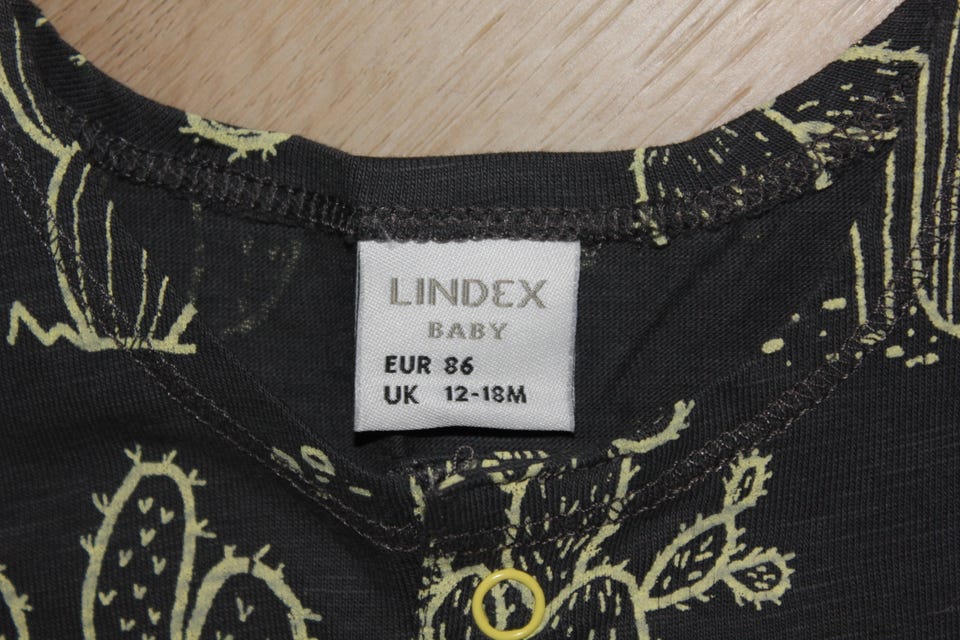 LINDEX
BABY
EUR 86
UK 12-18M